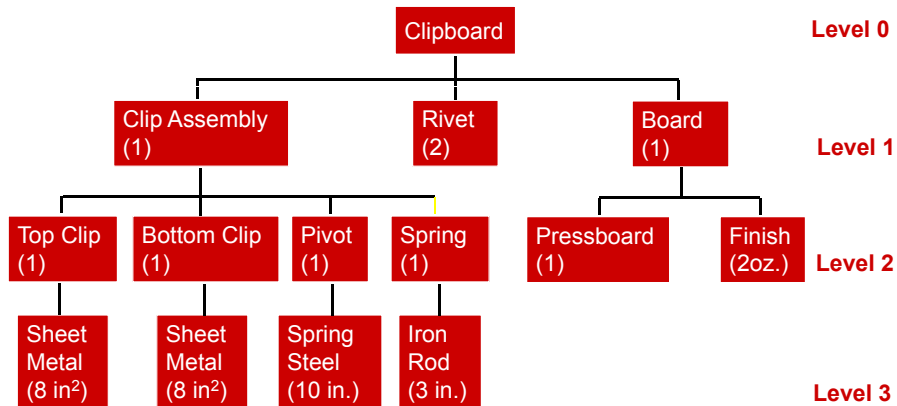 Clipboard
Level 0
Clip Assembly
(1)
Rivet
(2)
Board
(1)
Level 1
Top Clip
(1)
Bottom Clip
(1)
Pivot
(1)
Spring
(1)
Pressboard
(1)
Finish
(2oz.)
Level 2
Sheet
Metal
(8 in²)
Sheet
Metal
(8 in²)
Spring
Steel
(10 in.)
Iron
Rod
(3 in.)
Level 3